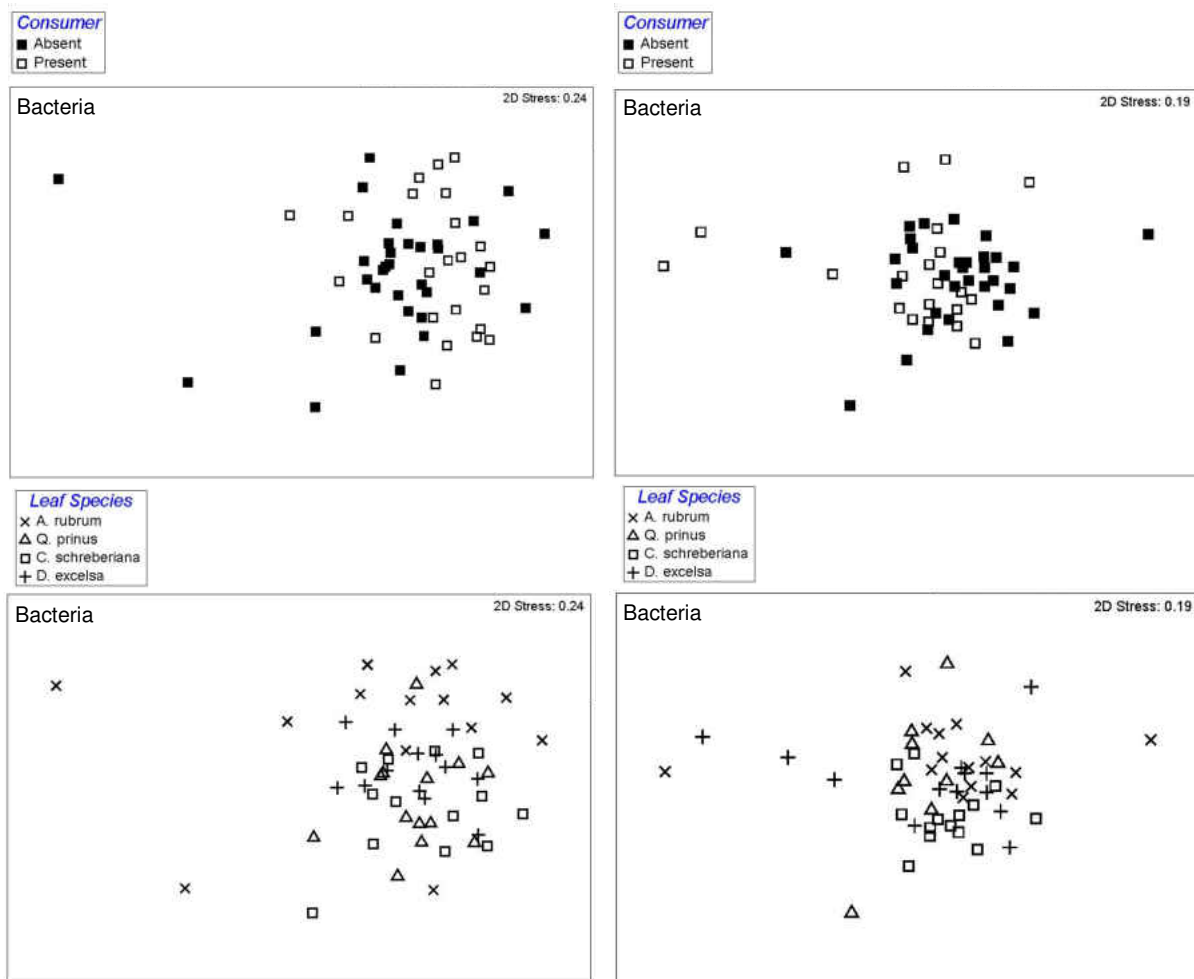 Consumer
Absent
Present
Bacteria
2D Stress: 0.24
Consumer
Absent
Present
Bacteria
2D Stress: 0.19
Leaf Species
A. rubrum
Q. prinus
C. schreberiana
D. excelsa
Bacteria
2D Stress: 0.24
Leaf Species
A. rubrum
Q. prinus
C. schreberiana
D. excelsa
Bacteria
2D Stress: 0.19